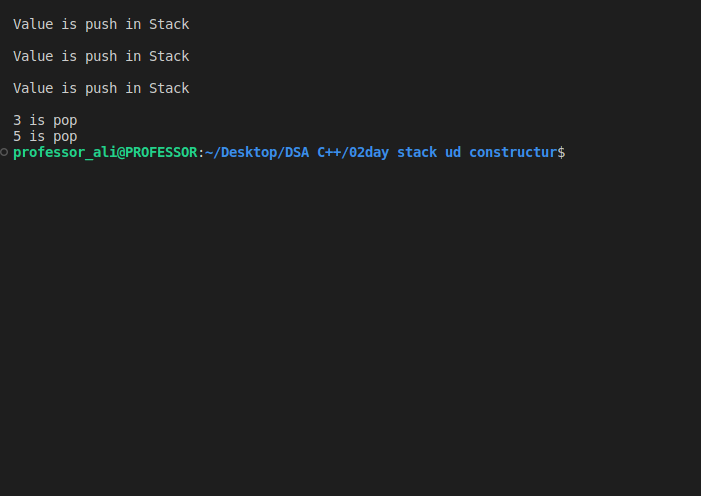 Value is push in Stack
Value is push in Stack
Value is push in Stack
3 is pop
5 is pop
professor_ali@PROFESSOR:~/Desktop/DSA C++/02day stack ud constructur$